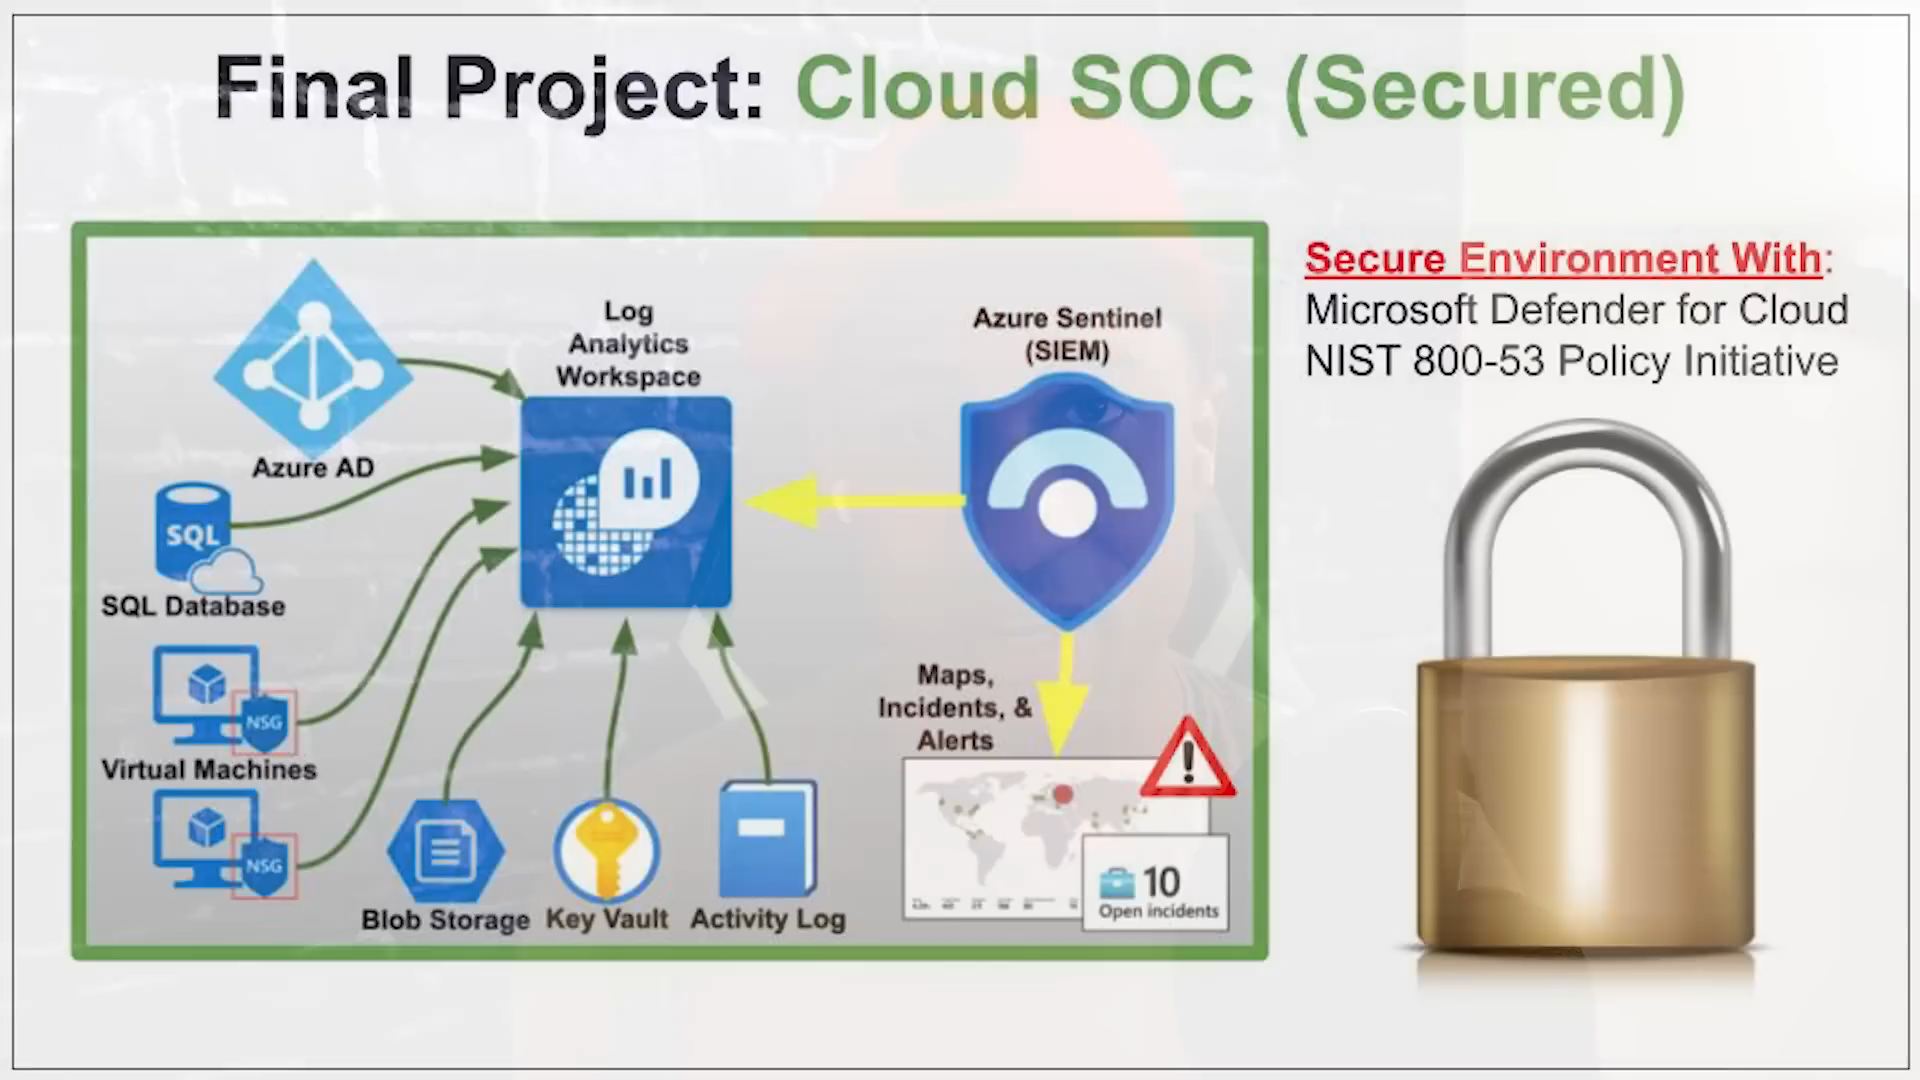 Final Project: Cloud SOC (Secured)
Secure Environment With:
Microsoft Defender for Cloud
NIST 800-53 Policy Initiative
Log
Analytics
Workspace
Azure Sentinel
(SIEM)
Azure AD
SQL
SQL Database
NSG
Virtual Machines
NSG
Maps,
Incidents, &
Alerts
10
Open incidents
Blob Storage
Key Vault
Activity Log